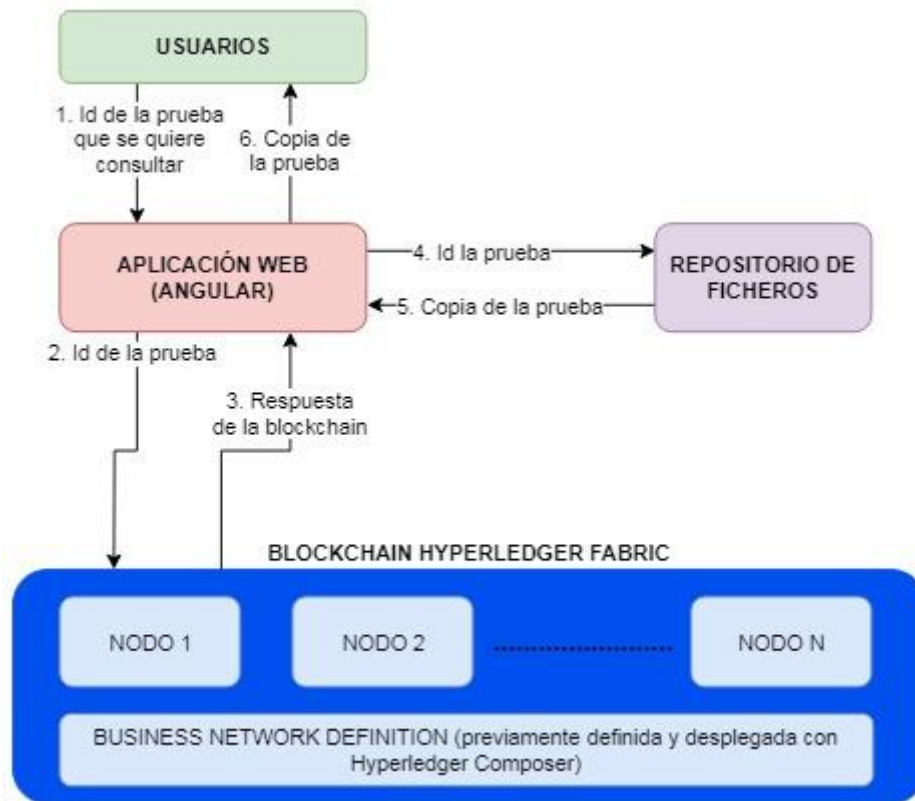 USUARIOS
1. Id de la prueba
que se quiere
consultar
6. Copia de
la prueba
APLICACIÓN WEB
(ANGULAR)
4. Id la prueba
5. Copia de la prueba
REPOSITORIO DE
FICHEROS
2. Id de la prueba
3. Respuesta
de la blockchain
BLOCKCHAIN HYPERLEDGER FABRIC
NODO 1
NODO 2
NODO N
BUSINESS NETWORK DEFINITION (previamente definida y desplegada con
Hyperledger Composer)